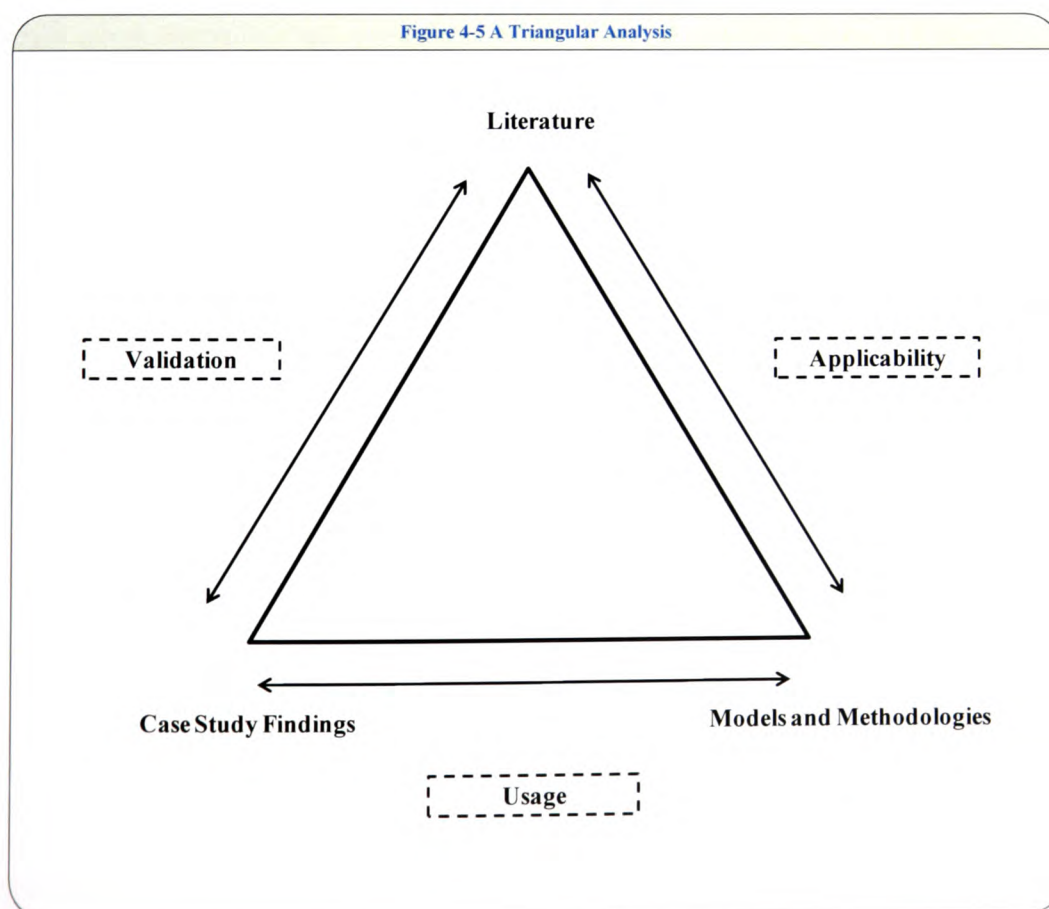 Figure 4-5 A Triangular Analysis
Literature
Validation
Applicability
Case Study Findings
Models and Methodologies
Usage